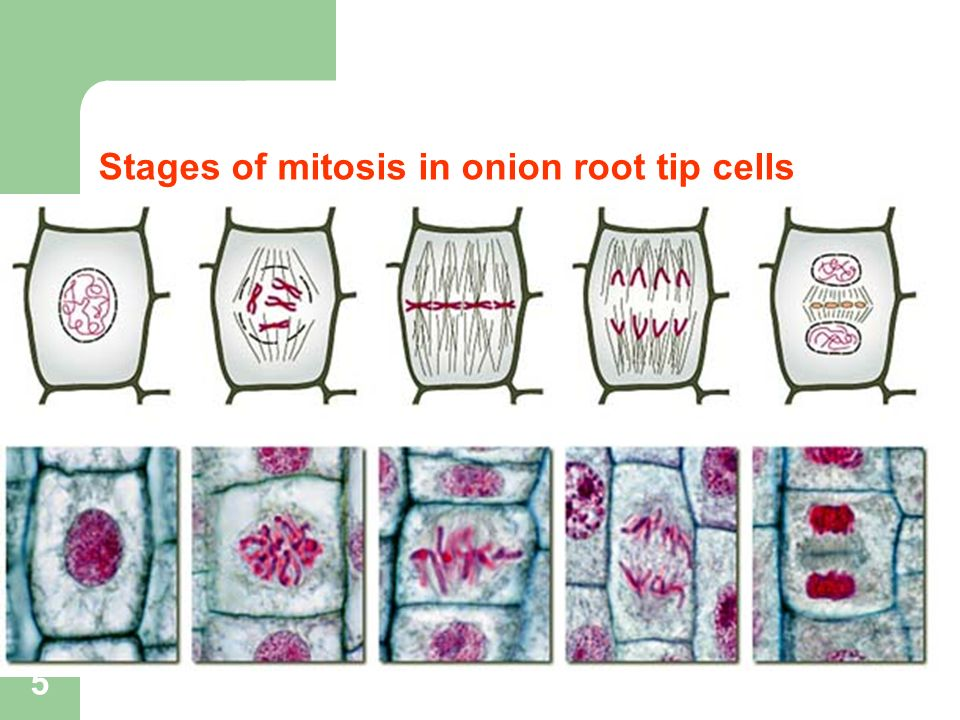 Stages of mitosis in onion root tip cells
5